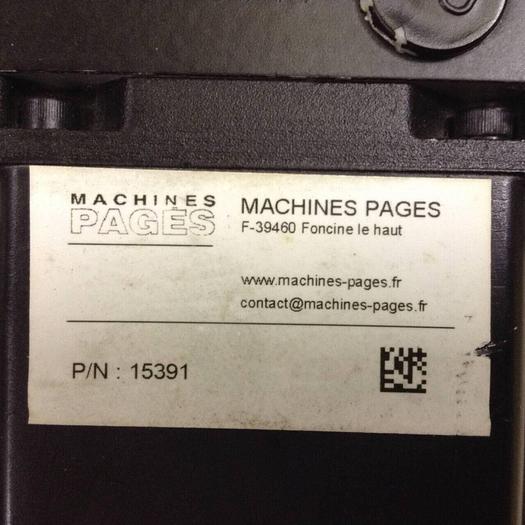 MACHINES
PAGES
MACHINES PAGES
F-39460 Foncine le haut
www.machines-pages.fr
contact@machines-pages.fr
P/N : 15391